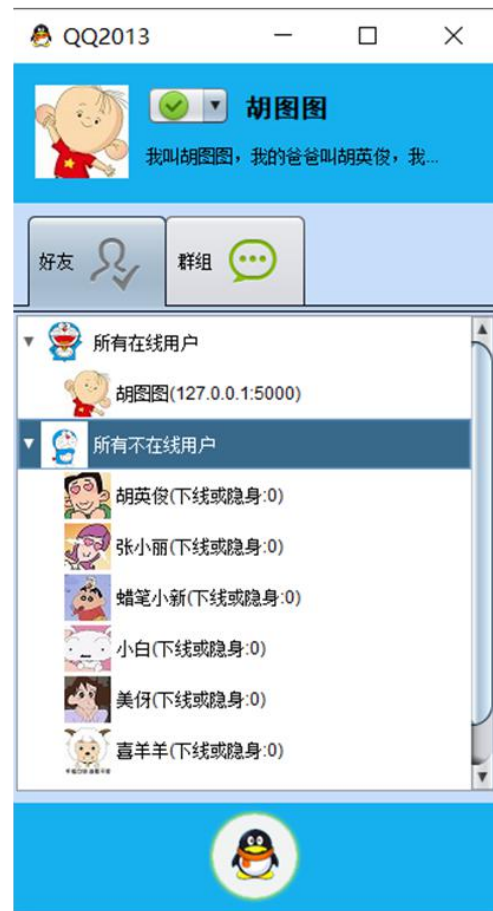 QQ2013
胡图图
我叫胡图图，我的爸爸叫胡英俊，我...
好友
群组
所有在线用户
胡图图(127.0.0.1:5000)
所有不在线用户
胡英俊(下线或隐身:0)
张小丽(下线或隐身:0)
蜡笔小新(下线或隐身:0)
小白(下线或隐身:0)
美伢(下线或隐身:0)
喜羊羊(下线或隐身:0)